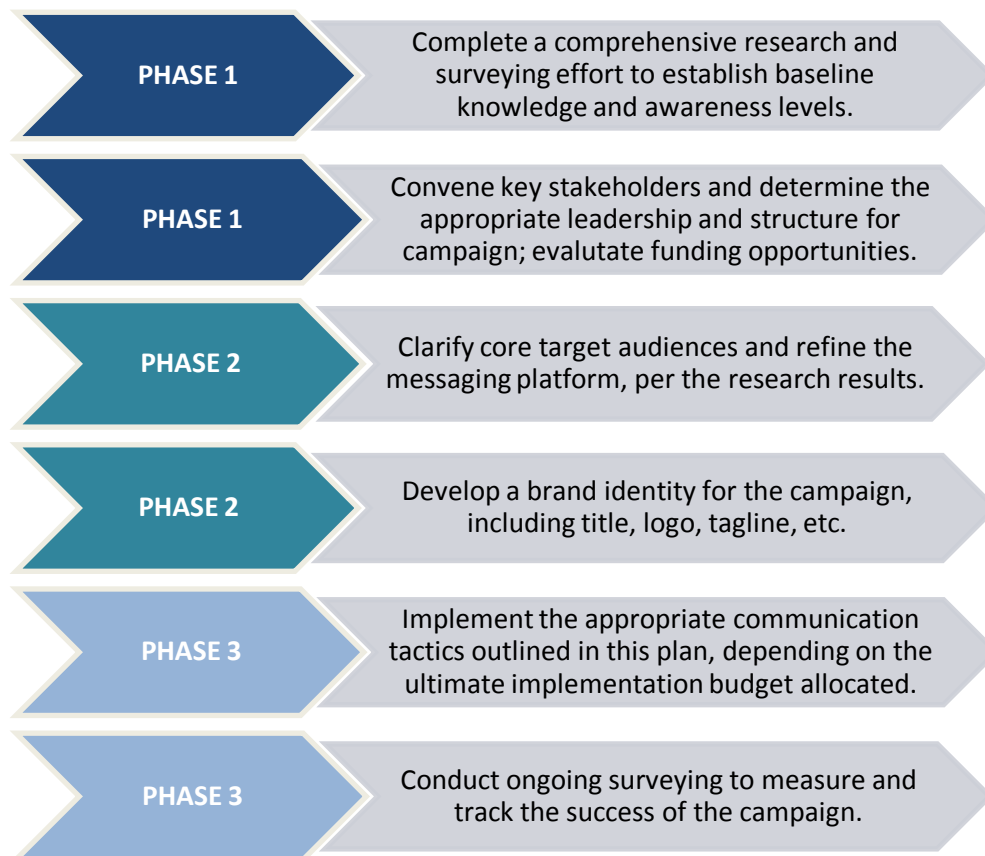 PHASE 1
Complete a comprehensive research and
surveying effort to establish baseline
knowledge and awareness levels.
PHASE 1
Convene key stakeholders and determine the
appropriate leadership and structure for
campaign; evalutate funding opportunities.
PHASE 2
Clarify core target audiences and refine the
messaging platform, per the research results.
PHASE 2
Develop a brand identity for the campaign,
including title, logo, tagline, etc.
PHASE 3
Implement the appropriate communication
tactics outlined in this plan, depending on the
ultimate implementation budget allocated.
PHASE 3
Conduct ongoing surveying to measure and
track the success of the campaign.